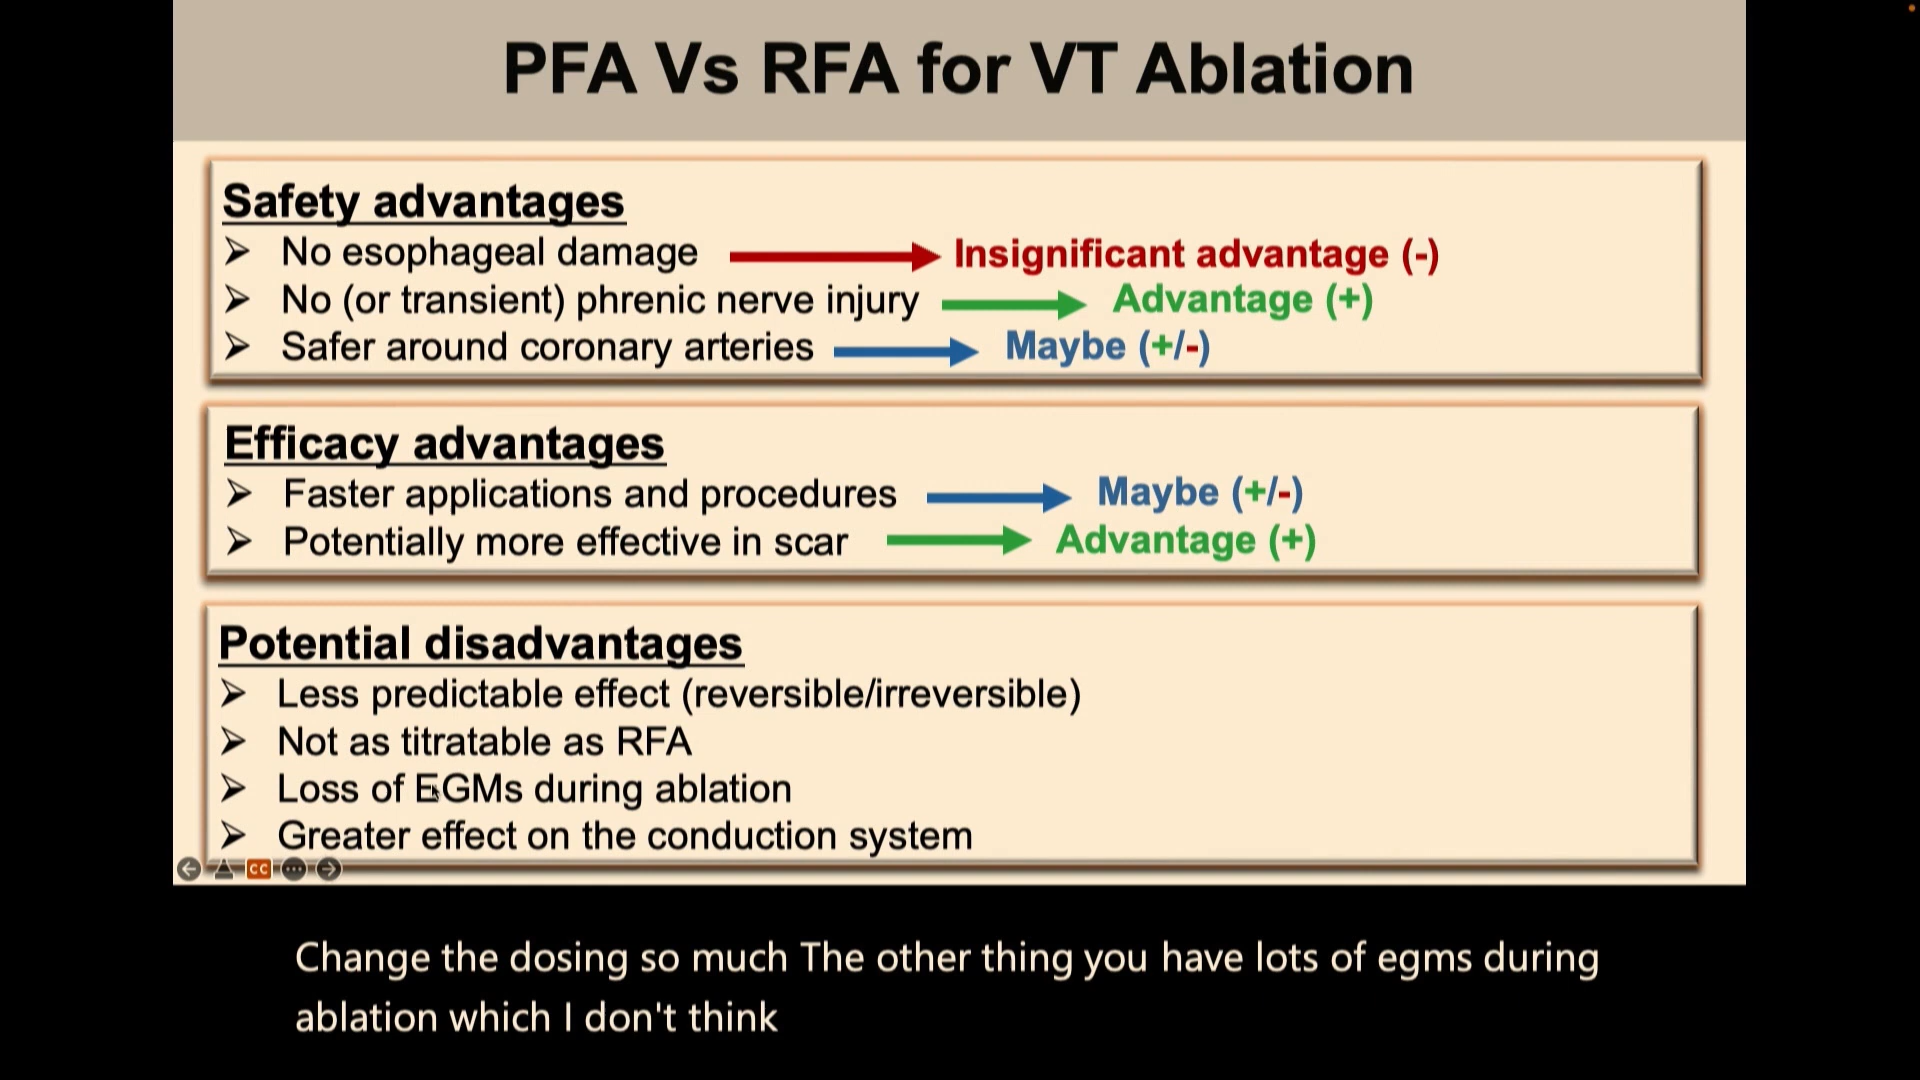 PFA Vs RFA for VT Ablation
Safety advantages
➢ No esophageal damage Insignificant advantage (-)
➢ No (or transient) phrenic nerve injury Advantage (+)
➢ Safer around coronary arteries Maybe (+/-)
Efficacy advantages
➢ Faster applications and procedures Maybe (+/-)
➢ Potentially more effective in scar Advantage (+)
Potential disadvantages
➢ Less predictable effect (reversible/irreversible)
➢ Not as titratable as RFA
➢ Loss of EGMs during ablation
➢ Greater effect on the conduction system
CC
Change the dosing so much The other thing you have lots of egms during
ablation which I don't think